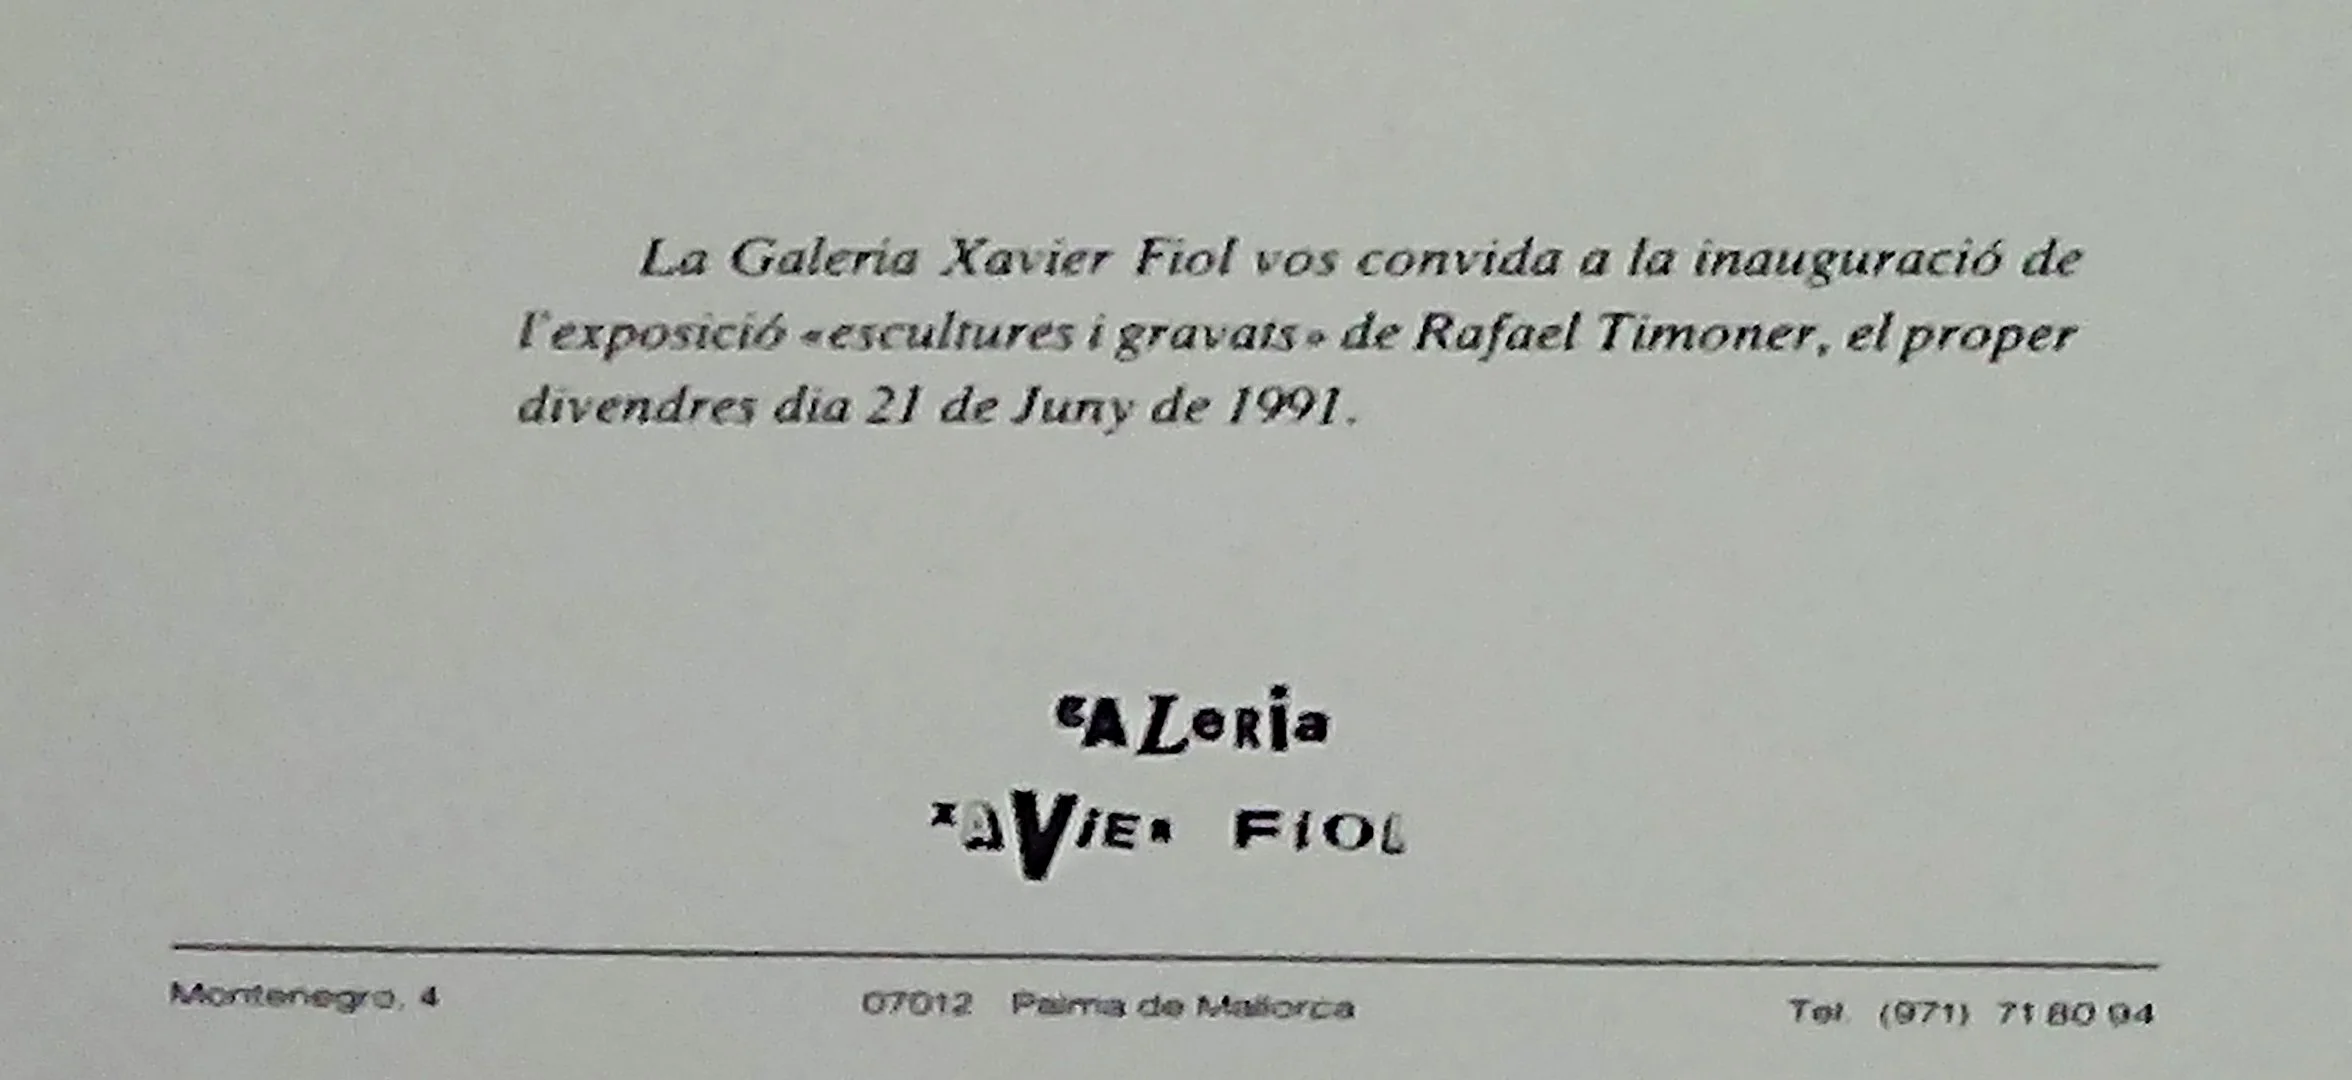 La Galeria Xavier Fiol vos convida a la inauguració de
l'exposició «escultures i gravats» de Rafael Timoner, el proper
divendres dia 21 de Juny de 1991.
GALeRia
XAViER FiOL
Montenegro, 4
07012 Palma de Mallorca
Tel. (971) 71 80 94